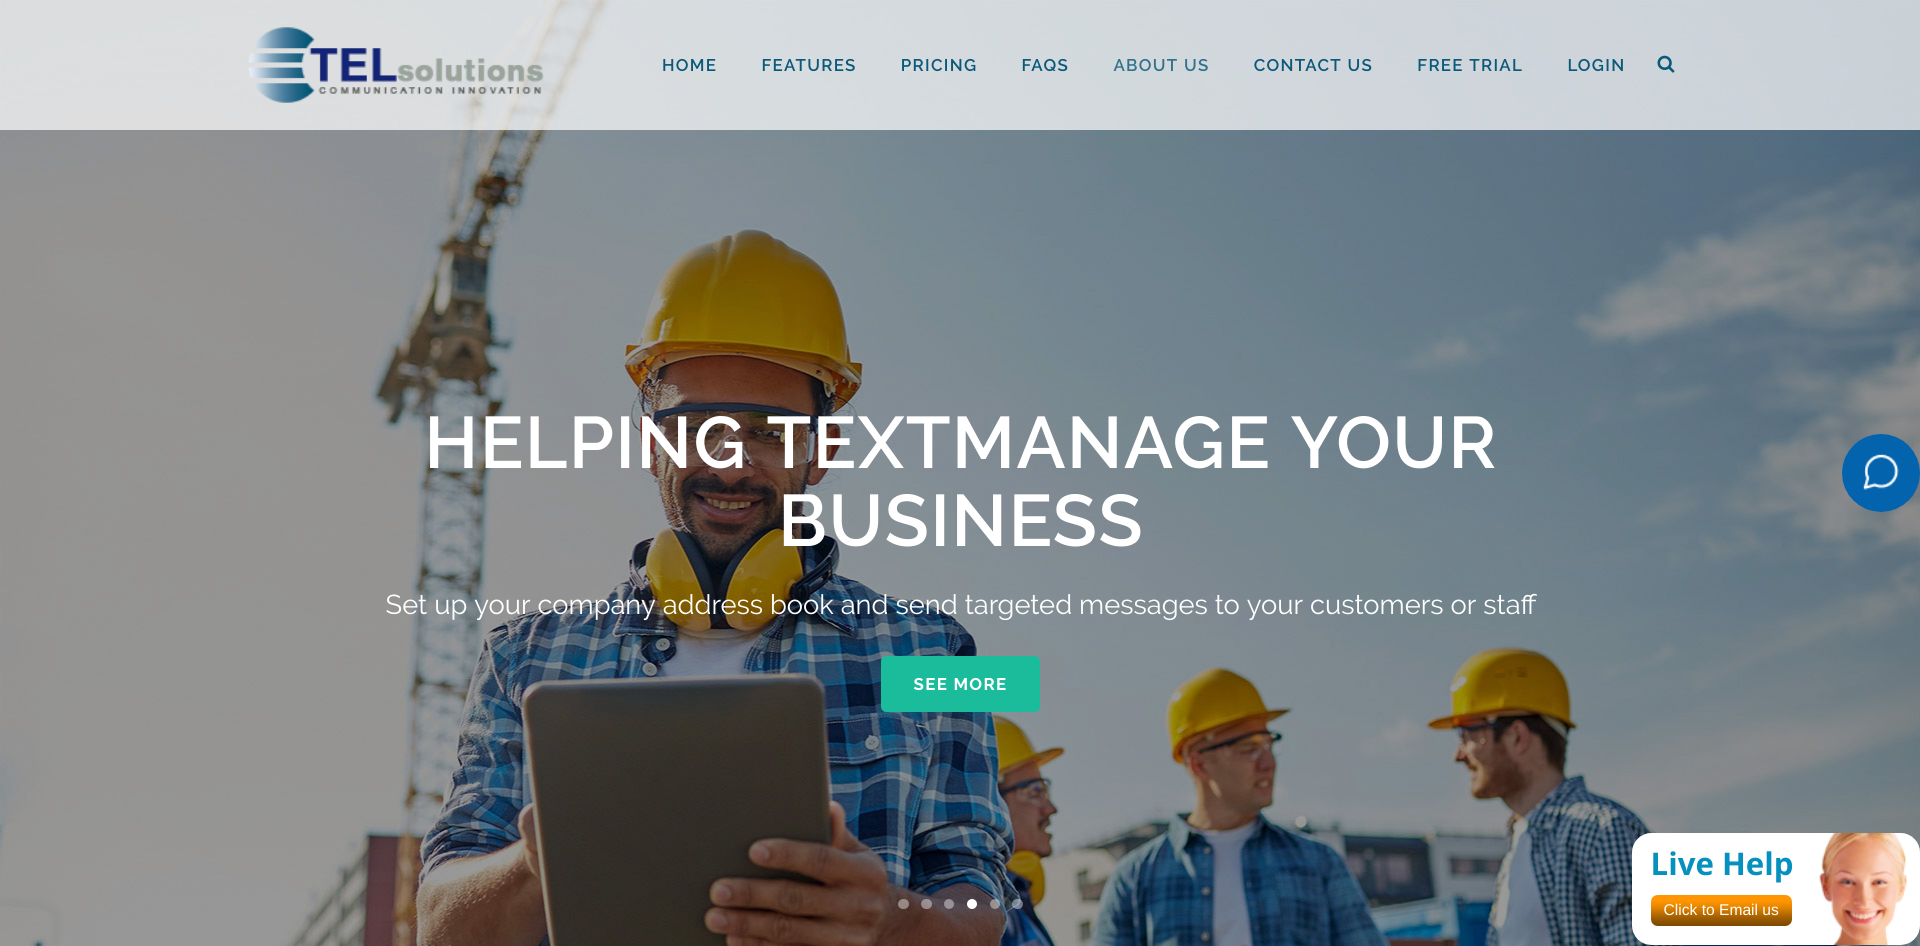 TELsolutions
COMMUNICATION INNOVATION
HOME
FEATURES
PRICING
FAQS
ABOUT US
CONTACT US
FREE TRIAL
LOGIN
HELPING TEXTMANAGE YOUR
BUSINESS
Set up your company address book and send targeted messages to your customers or staff
SEE MORE
Live Help
Click to Email us